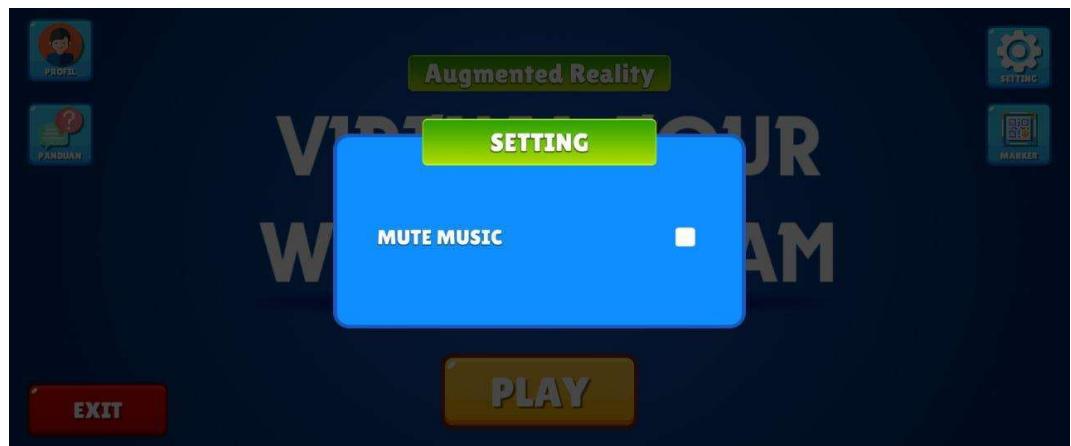 PROFIL
PANDUAN
Augmented Reality
SETTING
MARKER
SETTING
MUTE MUSIC
PLAY
EXIT